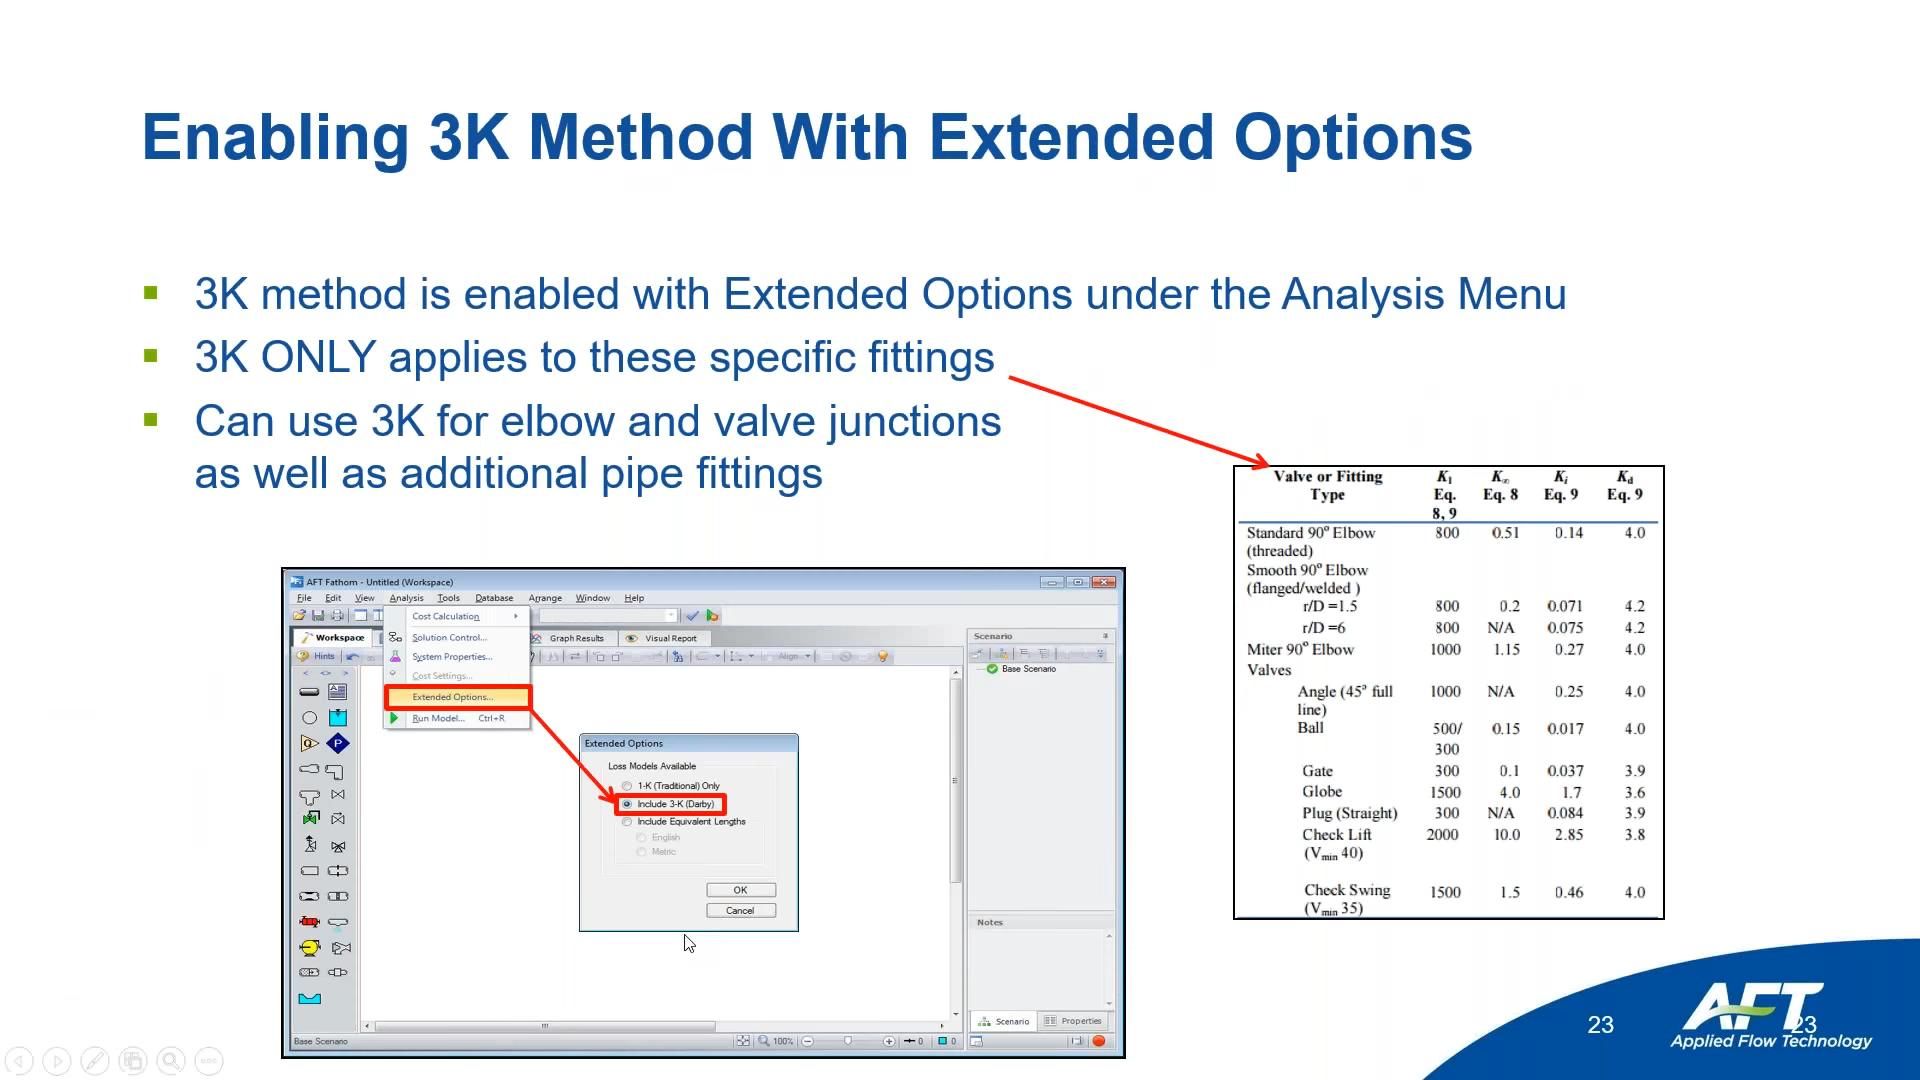 Enabling 3K Method With Extended Options
3K method is enabled with Extended Options under the Analysis Menu
3K ONLY applies to these specific fittings
Can use 3K for elbow and valve junctions
as well as additional pipe fittings
Valve or Fitting Type K1 Eq. 8, 9 K∞ Eq. 8 Ki Eq. 9 Kd Eq. 9
Standard 90° Elbow 800 0.51 0.14 4.0
(threaded)
Smooth 90° Elbow
(flanged/welded )
r/D =1.5 800 0.2 0.071 4.2
r/D =6 800 N/A 0.075 4.2
Miter 90° Elbow 1000 1.15 0.27 4.0
Valves
Angle (45° full 1000 N/A 0.25 4.0
line)
Ball 500/ 0.15 0.017 4.0
300
Gate 300 0.1 0.037 3.9
Globe 1500 4.0 1.7 3.6
Plug (Straight) 300 N/A 0.084 3.9
Check Lift 2000 10.0 2.85 3.8
(Vmin 40)
Check Swing 1500 1.5 0.46 4.0
(Vmin 35)
AFT Fathom - Untitled (Workspace)
File Edit View Analysis Tools Database Arrange Window Help
Cost Calculation
Workspace Solution Control... Graph Results Visual Report
Hints System Properties... Align
Cost Settings...
Extended Options...
Run Model... Ctrl+R
Scenario
Base Scenario
Extended Options
Loss Models Available
1-K (Traditional) Only
Include 3-K (Darby)
Include Equivalent Lengths
English
Metric
OK
Cancel
Notes
Scenario Properties
Base Scenario 100% 0 0
23
23
AFT
Applied Flow Technology